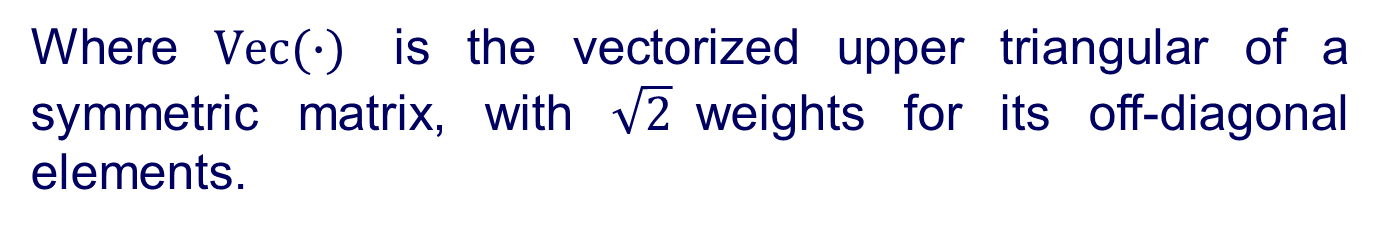 Where Vec(·) is the vectorized upper triangular of a
symmetric matrix, with √2 weights for its off-diagonal
elements.